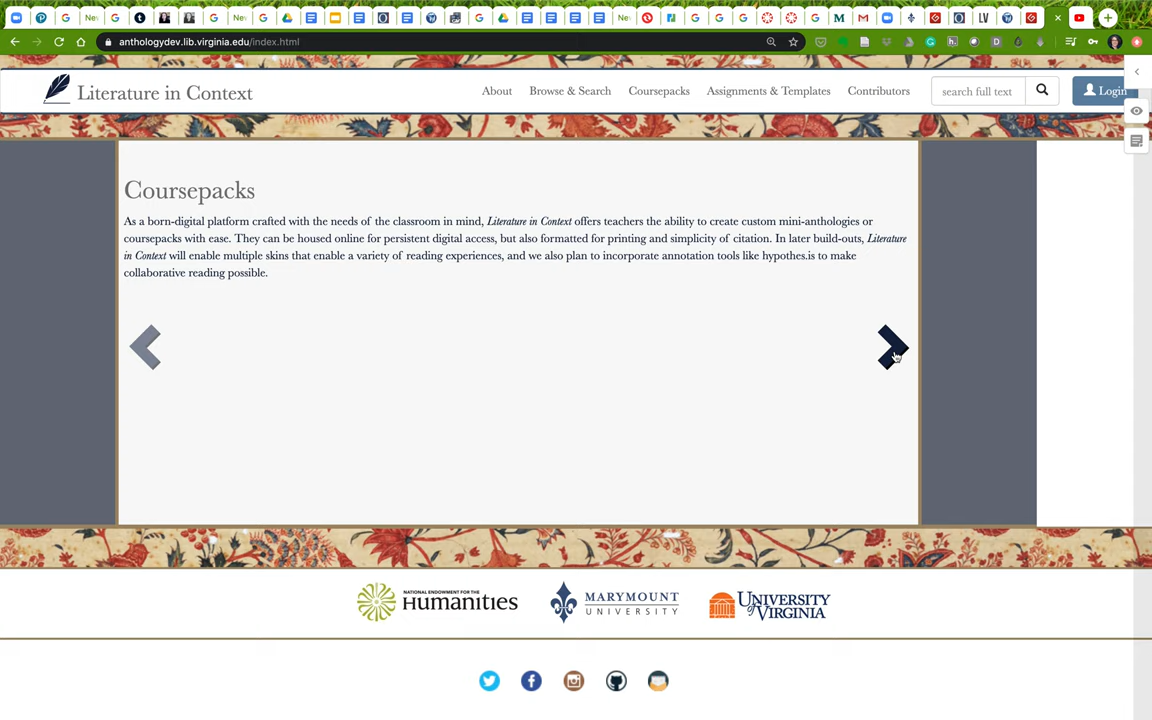 Nev
Nev
Nev
LV
anthologydev.lib.virginia.edu/index.html
Literature in Context
About
Browse & Search
Coursepacks
Assignments & Templates
Contributors
search full text
Login
Coursepacks
As a born-digital platform crafted with the needs of the classroom in mind, Literature in Context offers teachers the ability to create custom mini-anthologies or
coursepacks with ease. They can be housed online for persistent digital access, but also formatted for printing and simplicity of citation. In later build-outs, Literature
in Context will enable multiple skins that enable a variety of reading experiences, and we also plan to incorporate annotation tools like hypothes.is to make
collaborative reading possible.
NATIONAL ENDOWMENT FOR THE
Humanities
MARYMOUNT
UNIVERSITY
UNIVERSITY
of VIRGINIA